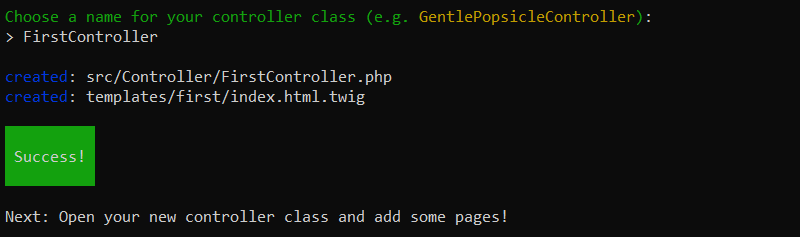 Choose a name for your controller class (e.g. GentlePopsicleController):
> FirstController
created: src/Controller/FirstController.php
created: templates/first/index.html.twig
Success!
Next: Open your new controller class and add some pages!